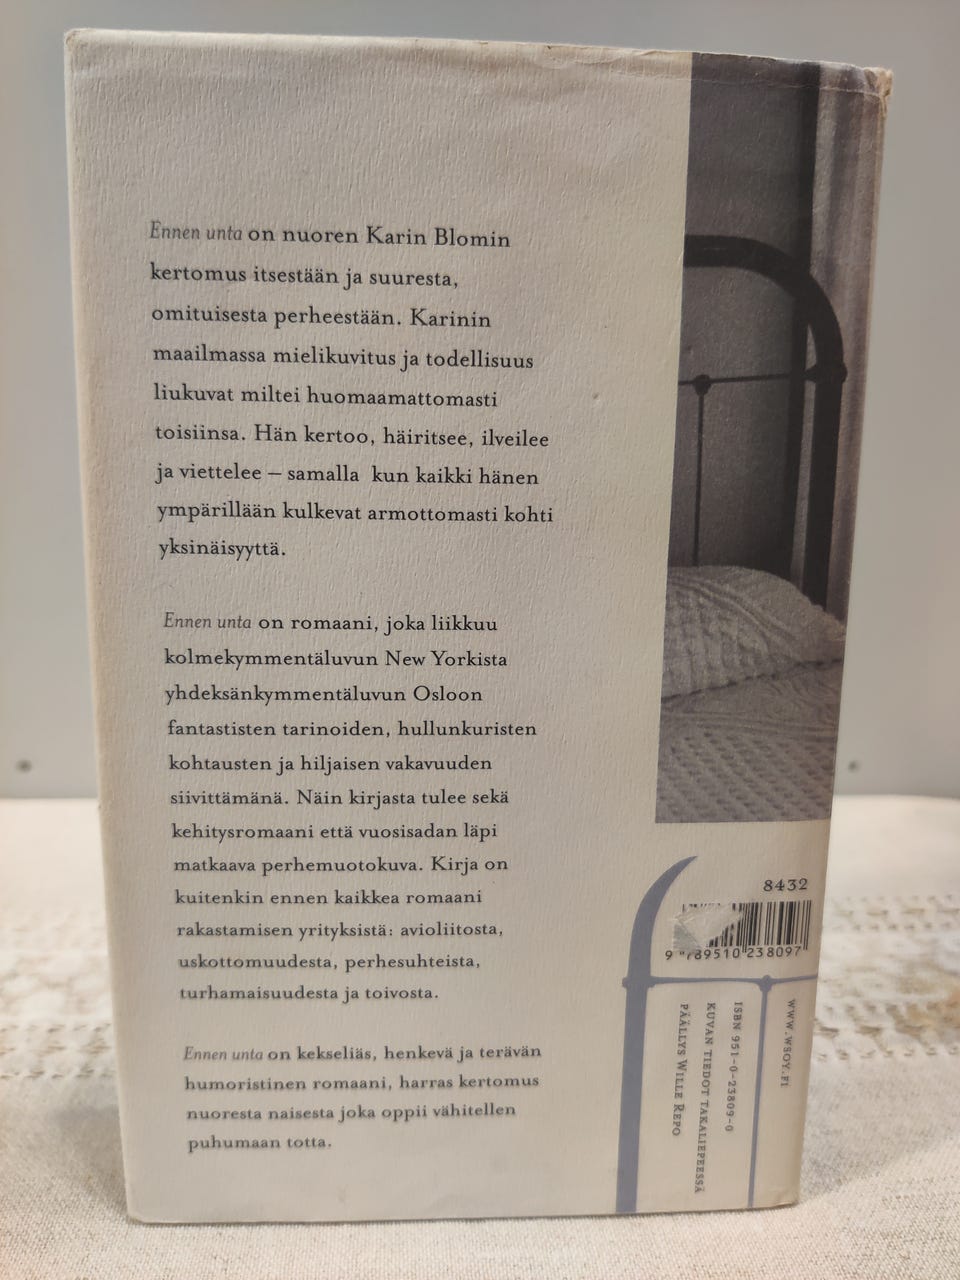 Ennen unta on nuoren Karin Blomin
kertomus itsestään ja suuresta,
omituisesta perheestään. Karinin
maailmassa mielikuvitus ja todellisuus
liukuvat miltei huomaamattomasti
toisiinsa. Hän kertoo, häiritsee, ilveilee
ja viettelee – samalla kun kaikki hänen
ympärillään kulkevat armottomasti kohti
yksinäisyyttä.
Ennen unta on romaani, joka liikkuu
kolmekymmentäluvun New Yorkista
yhdeksänkymmentäluvun Osloon
fantastisten tarinoiden, hullunkuristen
kohtausten ja hiljaisen vakavuuden
siivittämänä. Näin kirjasta tulee sekä
kehitysromaani että vuosisadan läpi
matkaava perhemuotokuva. Kirja on
kuitenkin ennen kaikkea romaani
rakastamisen yrityksistä: avioliitosta,
uskottomuudesta, perhesuhteista,
turhamaisuudesta ja toivosta.
Ennen unta on kekseliäs, henkevä ja terävän
humoristinen romaani, harras kertomus
nuoresta naisesta joka oppii vähitellen
puhumaan totta.
8432
9 789510 238097
WWW.WSOY.FI
ISBN 951-0-23809-0
KUVAN TIEDOT TAKALIEPEESSÄ
PÄÄLLYS WILLE REPO